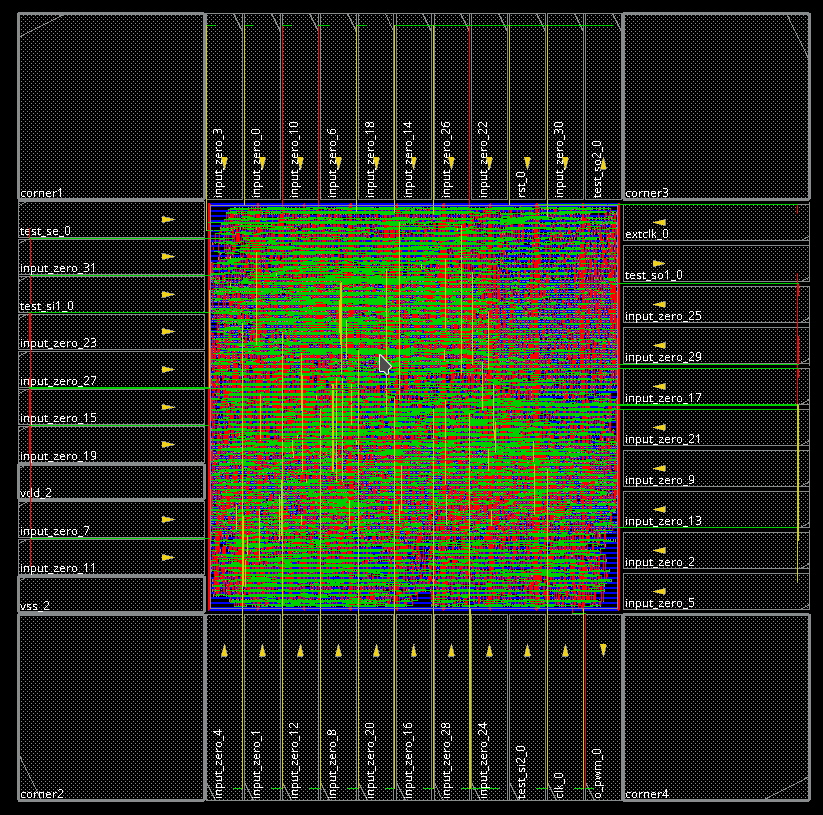 input_zero_3
input_zero_0
input_zero_10
input_zero_6
input_zero_18
input_zero_14
input_zero_26
input_zero_22
rst_0
input_zero_30
test_so2_0
corner1
corner3
test_se_0
input_zero_31
test_si1_0
input_zero_23
input_zero_27
input_zero_15
input_zero_19
vdd_2
input_zero_7
input_zero_11
vss_2
extclk_0
test_so1_0
input_zero_25
input_zero_29
input_zero_17
input_zero_21
input_zero_9
input_zero_13
input_zero_2
input_zero_5
input_zero_4
input_zero_1
input_zero_12
input_zero_8
input_zero_20
input_zero_16
input_zero_28
input_zero_24
test_si2_0
clk_0
o_pwm_0
corner2
corner4